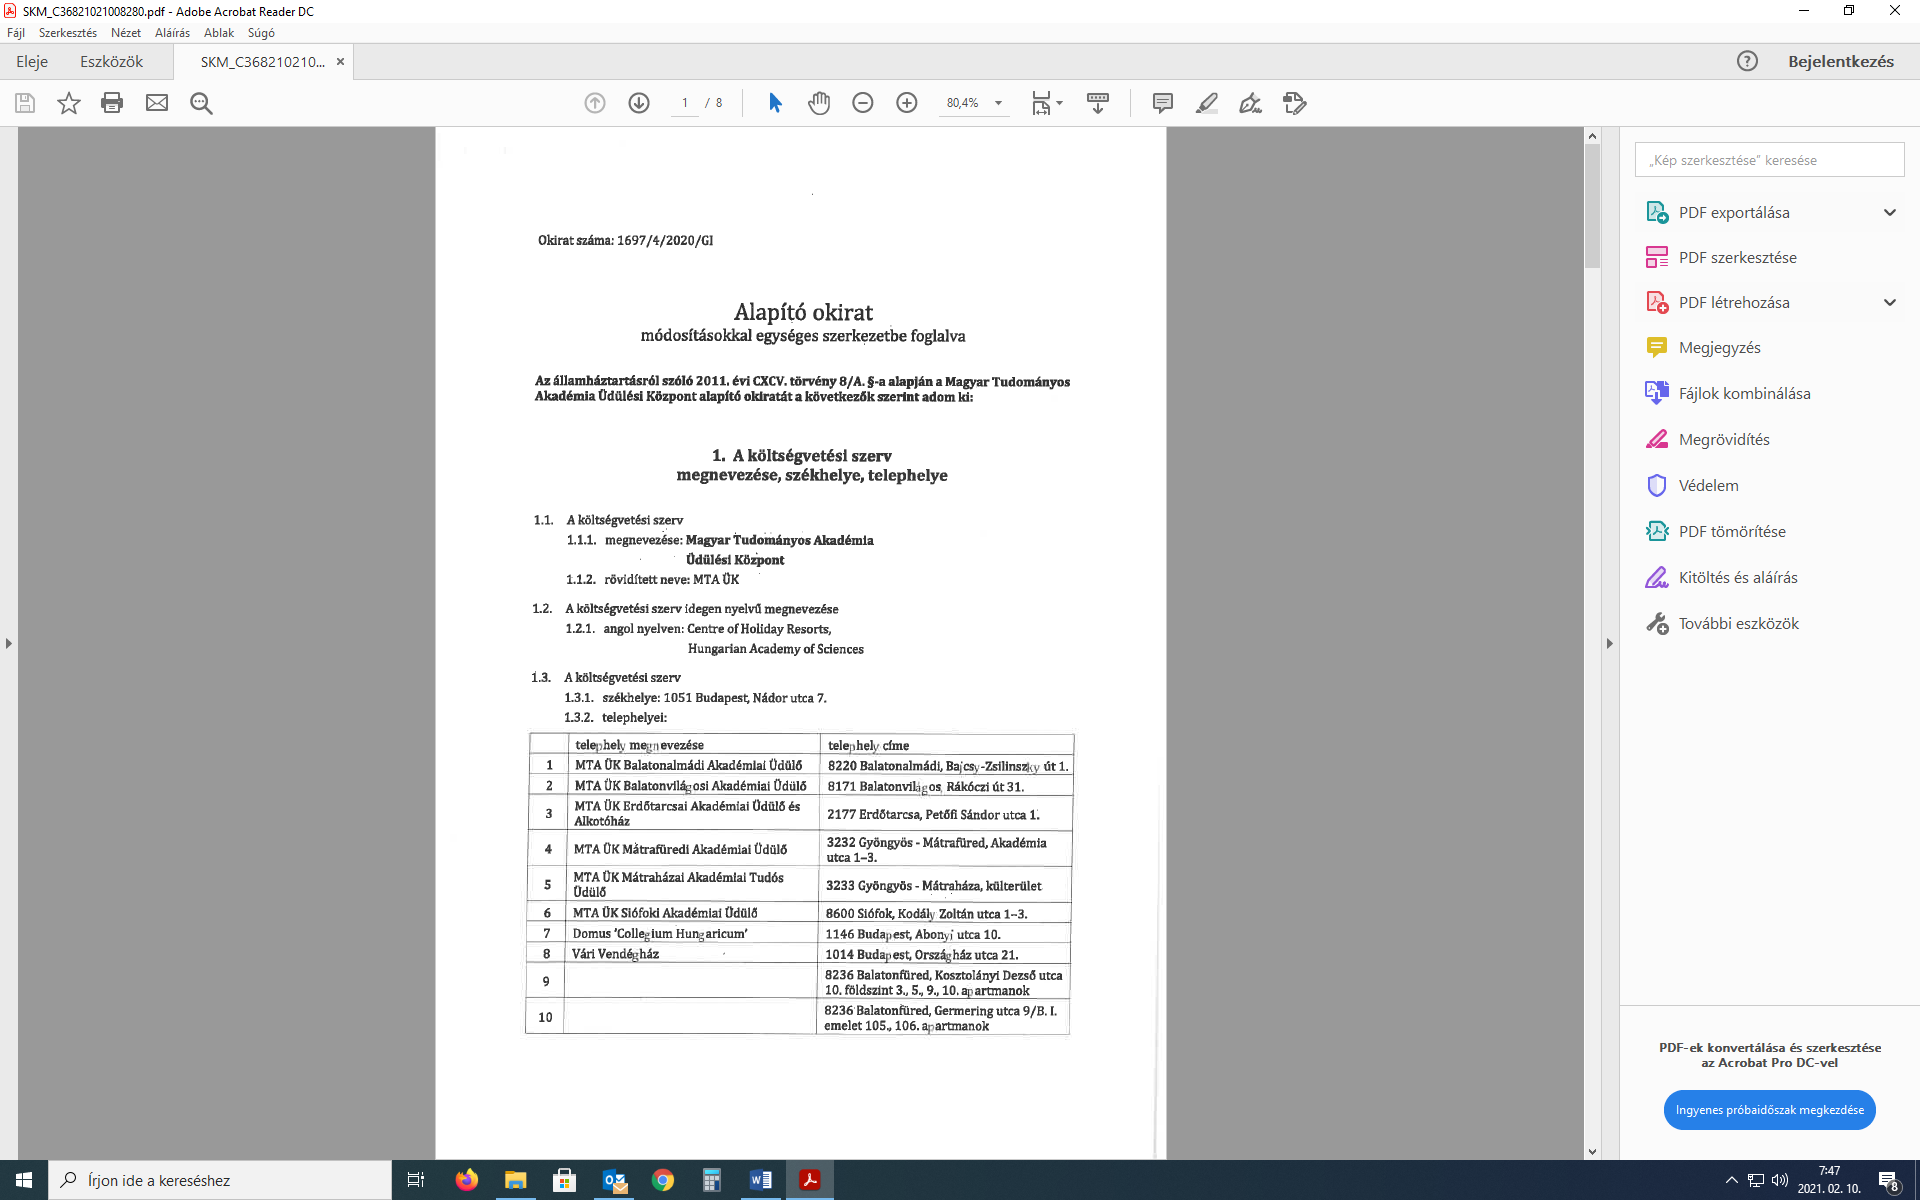 SKM_C36821021008280.pdf - Adobe Acrobat Reader DC
Fájl Szerkesztés Nézet Aláírás Ablak Súgó
Eleje Eszközök SKM_C368210210... × Bejelentkezés
1 / 8 80,4%
Okirat száma: 1697/4/2020/GI
Alapító okirat
módosításokkal egységes szerkezetbe foglalva
Az államháztartásról szóló 2011. évi CXCV. törvény 8/A. §-a alapján a Magyar Tudományos
Akadémia Üdülési Központ alapító okiratát a következők szerint adom ki:
1. A költségvetési szerv
megnevezése, székhelye, telephelye
1.1. A költségvetési szerv
1.1.1. megnevezése: Magyar Tudományos Akadémia
Üdülési Központ
1.1.2. rövidített neve: MTA ÜK
1.2. A költségvetési szerv idegen nyelvű megnevezése
1.2.1. angol nyelven: Centre of Holiday Resorts,
Hungarian Academy of Sciences
1.3. A költségvetési szerv
1.3.1. székhelye: 1051 Budapest, Nádor utca 7.
1.3.2. telephelyei:
telephely megnevezése telephely címe
1 MTA ÜK Balatonalmádi Akadémiai Üdülő 8220 Balatonalmádi, Bajcsy-Zsilinszky út 1.
2 MTA ÜK Balatonvilágosi Akadémiai Üdülő 8171 Balatonvilágos, Rákóczi út 31.
3 MTA ÜK Erdőtarcsai Akadémiai Üdülő és
Alkotóház 2177 Erdőtarcsa, Petőfi Sándor utca 1.
4 MTA ÜK Mátrafüredi Akadémiai Üdülő 3232 Gyöngyös - Mátrafüred, Akadémia
utca 1–3.
5 MTA ÜK Mátraházai Akadémiai Tudós
Üdülő 3233 Gyöngyös - Mátraháza, külterület
6 MTA ÜK Siófoki Akadémiai Üdülő 8600 Siófok, Kodály Zoltán utca 1–3.
7 Domus 'Collegium Hungaricum' 1146 Budapest, Abonyi utca 10.
8 Vári Vendégház 1014 Budapest, Országház utca 21.
9 8236 Balatonfüred, Kosztolányi Dezső utca
10. földszint 3., 5., 9., 10. apartmanok
10 8236 Balatonfüred, Germering utca 9/B. I.
emelet 105., 106. apartmanok
„Kép szerkesztése” keresése
PDF exportálása
PDF szerkesztése
PDF létrehozása
Megjegyzés
Fájlok kombinálása
Megrövidítés
Védelem
PDF tömörítése
Kitöltés és aláírás
További eszközök
PDF-ek konvertálása és szerkesztése
az Acrobat Pro DC-vel
Ingyenes próbaidőszak megkezdése
Írjon ide a kereséshez
7:47
2021. 02. 10.
8